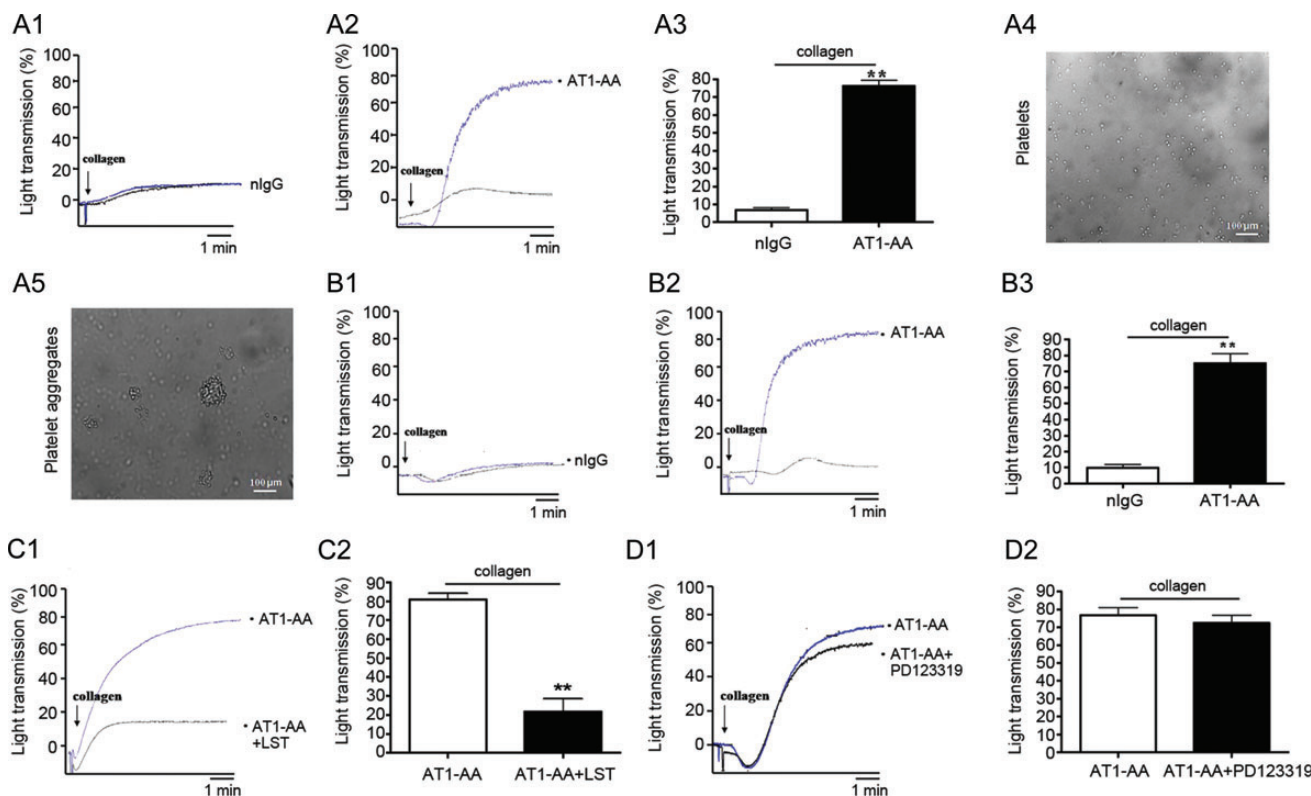 A1
Light transmission (%)
100
80
60
40
20
0
collagen
nIgG
1 min
A2
Light transmission (%)
100
80
60
40
20
0
collagen
AT1-AA
1 min
A3
Light transmission (%)
80
70
60
50
40
30
20
10
0
collagen
**
nIgG
AT1-AA
A4
Platelets
100 µm
A5
Platelet aggregates
100 µm
B1
Light transmission (%)
100
80
60
40
20
0
collagen
nIgG
1 min
B2
Light transmission (%)
100
80
60
40
20
0
collagen
AT1-AA
1 min
B3
Light transmission (%)
90
80
70
60
50
40
30
20
10
0
collagen
**
nIgG
AT1-AA
C1
Light transmission (%)
100
80
60
40
20
0
collagen
AT1-AA
AT1-AA
+LST
1 min
C2
Light transmission (%)
90
80
70
60
50
40
30
20
10
0
collagen
**
AT1-AA
AT1-AA+LST
D1
Light transmission (%)
100
80
60
40
20
0
collagen
AT1-AA
AT1-AA+
PD123319
1 min
D2
Light transmission (%)
90
80
70
60
50
40
30
20
10
0
collagen
AT1-AA
AT1-AA+PD123319